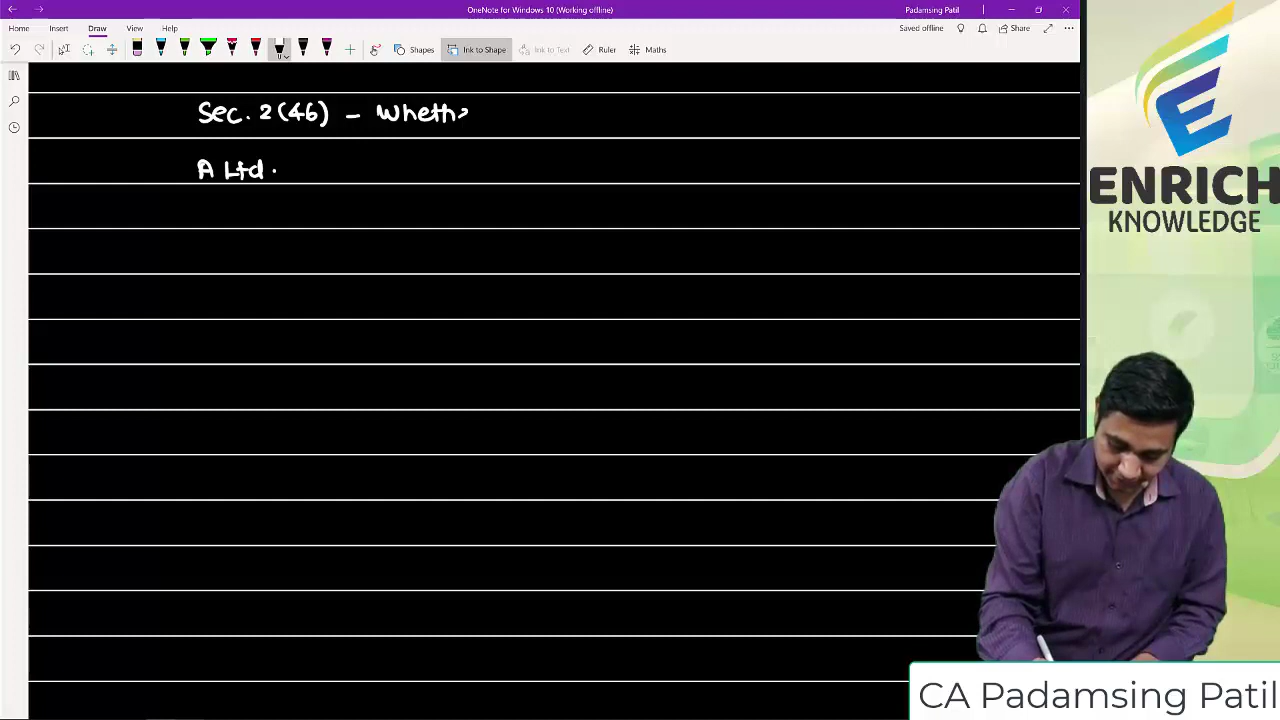 OneNote for Windows 10 (Working offline)
Padamsing Patil
Home Insert Draw View Help
Saved offline
Share
Shapes
Ink to Shape
Ink to Text
Ruler
Maths
Sec. 2(46) - Wheth
A Ltd.
ENRICH
KNOWLEDGE
CA Padamsing Patil